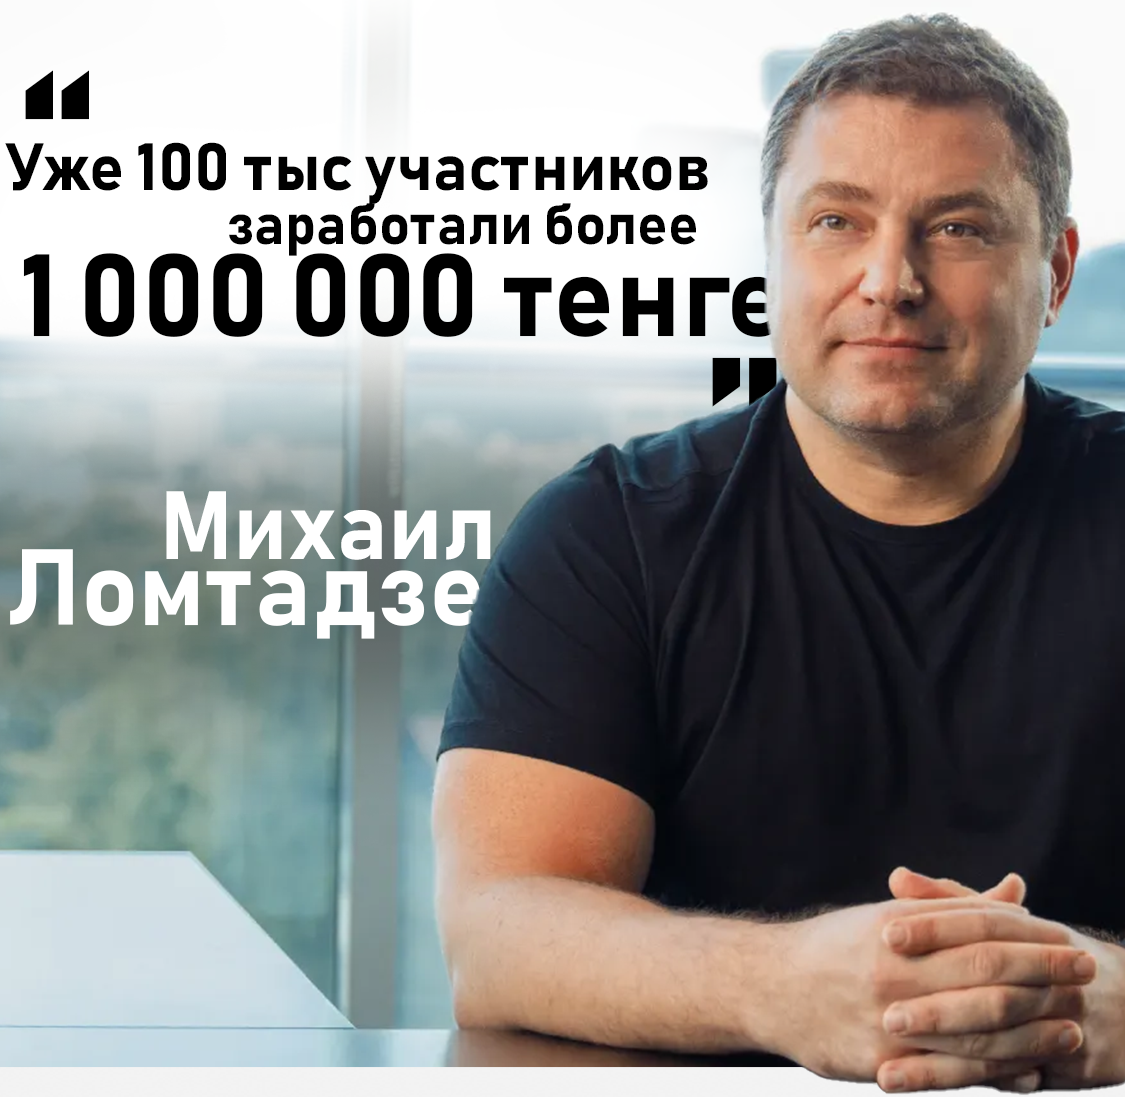 “
Уже 100 тыс участников
заработали более
1 000 000 тенге
”
Михаил
Ломтадзе